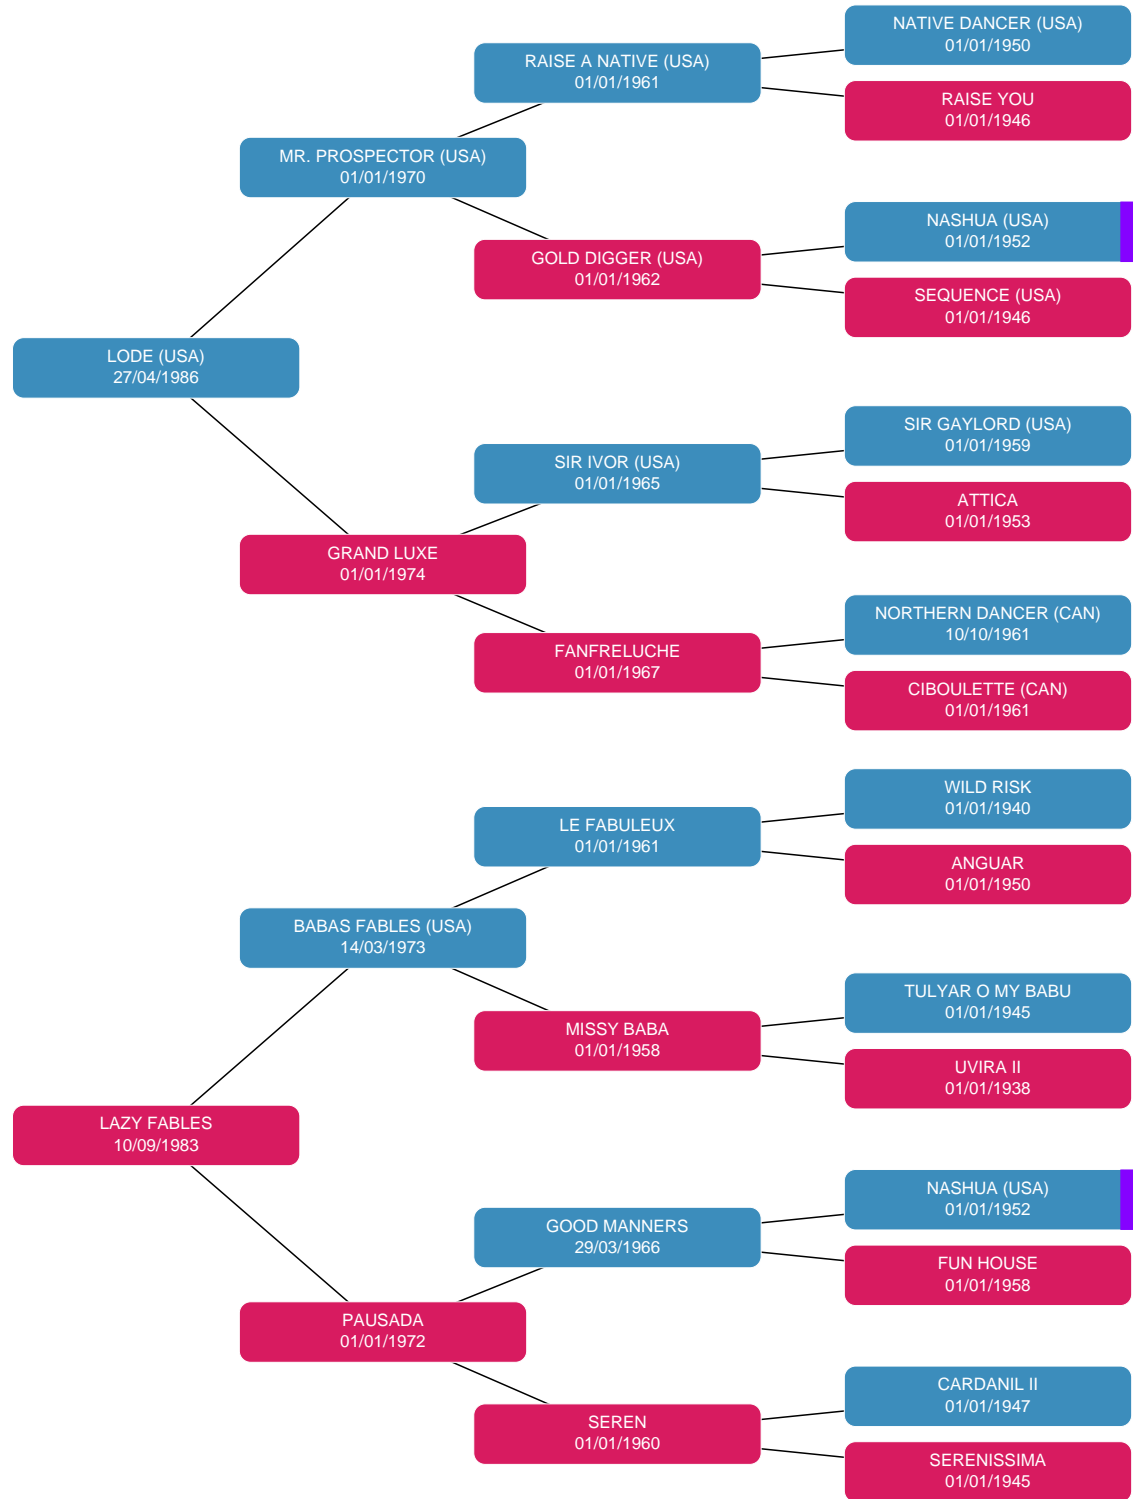 NATIVE DANCER (USA)
01/01/1950
RAISE A NATIVE (USA)
01/01/1961
RAISE YOU
01/01/1946
MR. PROSPECTOR (USA)
01/01/1970
NASHUA (USA)
01/01/1952
GOLD DIGGER (USA)
01/01/1962
SEQUENCE (USA)
01/01/1946
LODE (USA)
27/04/1986
SIR GAYLORD (USA)
01/01/1959
SIR IVOR (USA)
01/01/1965
ATTICA
01/01/1953
GRAND LUXE
01/01/1974
NORTHERN DANCER (CAN)
10/10/1961
FANFRELUCHE
01/01/1967
CIBOULETTE (CAN)
01/01/1961
WILD RISK
01/01/1940
LE FABULEUX
01/01/1961
ANGUAR
01/01/1950
BABAS FABLES (USA)
14/03/1973
TULYAR O MY BABU
01/01/1945
MISSY BABA
01/01/1958
UVIRA II
01/01/1938
LAZY FABLES
10/09/1983
NASHUA (USA)
01/01/1952
GOOD MANNERS
29/03/1966
FUN HOUSE
01/01/1958
PAUSADA
01/01/1972
CARDANIL II
01/01/1947
SEREN
01/01/1960
SERENISSIMA
01/01/1945